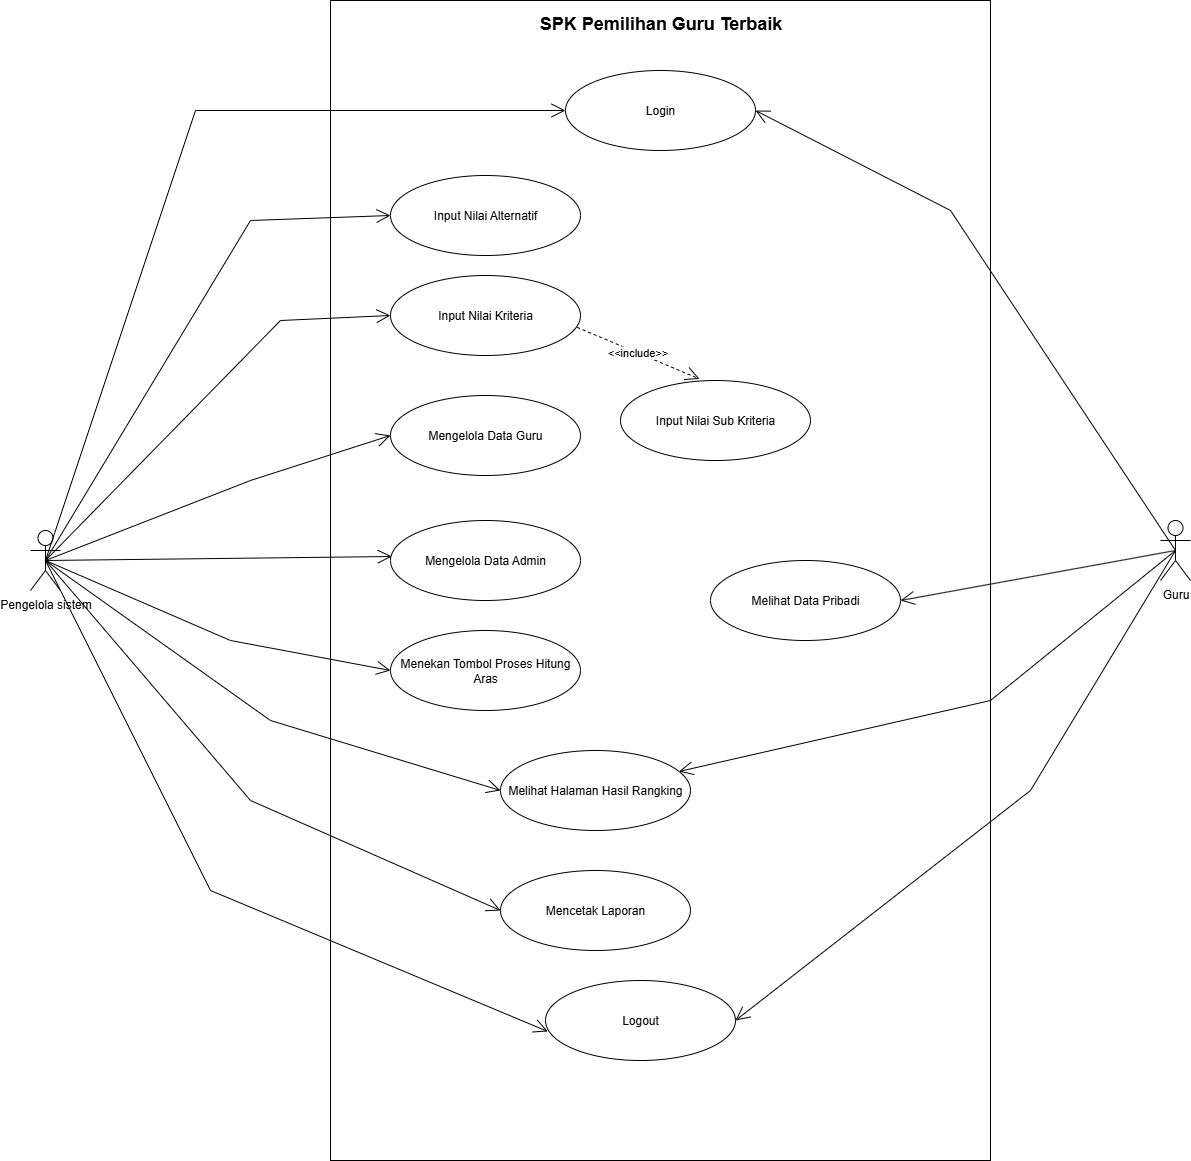 SPK Pemilihan Guru Terbaik
Login
Input Nilai Alternatif
Input Nilai Kriteria
<<include>>
Input Nilai Sub Kriteria
Mengelola Data Guru
Mengelola Data Admin
Pengelola sistem
Melihat Data Pribadi
Guru
Menekan Tombol Proses Hitung
Aras
Melihat Halaman Hasil Rangking
Mencetak Laporan
Logout